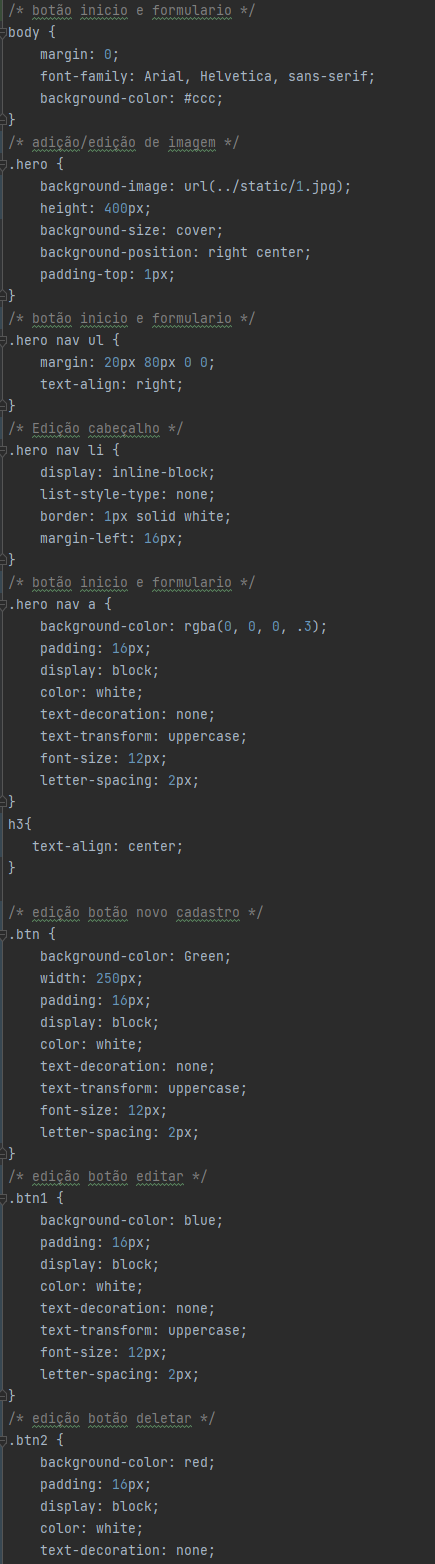 /* botão inicio e formulario */
body {
    margin: 0;
    font-family: Arial, Helvetica, sans-serif;
    background-color: #ccc;
}
/* adição/edição de imagem */
.hero {
    background-image: url(../static/1.jpg);
    height: 400px;
    background-size: cover;
    background-position: right center;
    padding-top: 1px;
}
/* botão inicio e formulario */
.hero nav ul {
    margin: 20px 80px 0 0;
    text-align: right;
}
/* Edição cabeçalho */
.hero nav li {
    display: inline-block;
    list-style-type: none;
    border: 1px solid white;
    margin-left: 16px;
}
/* botão inicio e formulario */
.hero nav a {
    background-color: rgba(0, 0, 0, .3);
    padding: 16px;
    display: block;
    color: white;
    text-decoration: none;
    text-transform: uppercase;
    font-size: 12px;
    letter-spacing: 2px;
}
h3{
   text-align: center;
}

/* edição botão novo cadastro */
.btn {
    background-color: Green;
    width: 250px;
    padding: 16px;
    display: block;
    color: white;
    text-decoration: none;
    text-transform: uppercase;
    font-size: 12px;
    letter-spacing: 2px;
}
/* edição botão editar */
.btn1 {
    background-color: blue;
    padding: 16px;
    display: block;
    color: white;
    text-decoration: none;
    text-transform: uppercase;
    font-size: 12px;
    letter-spacing: 2px;
}
/* edição botão deletar */
.btn2 {
    background-color: red;
    padding: 16px;
    display: block;
    color: white;
    text-decoration: none;